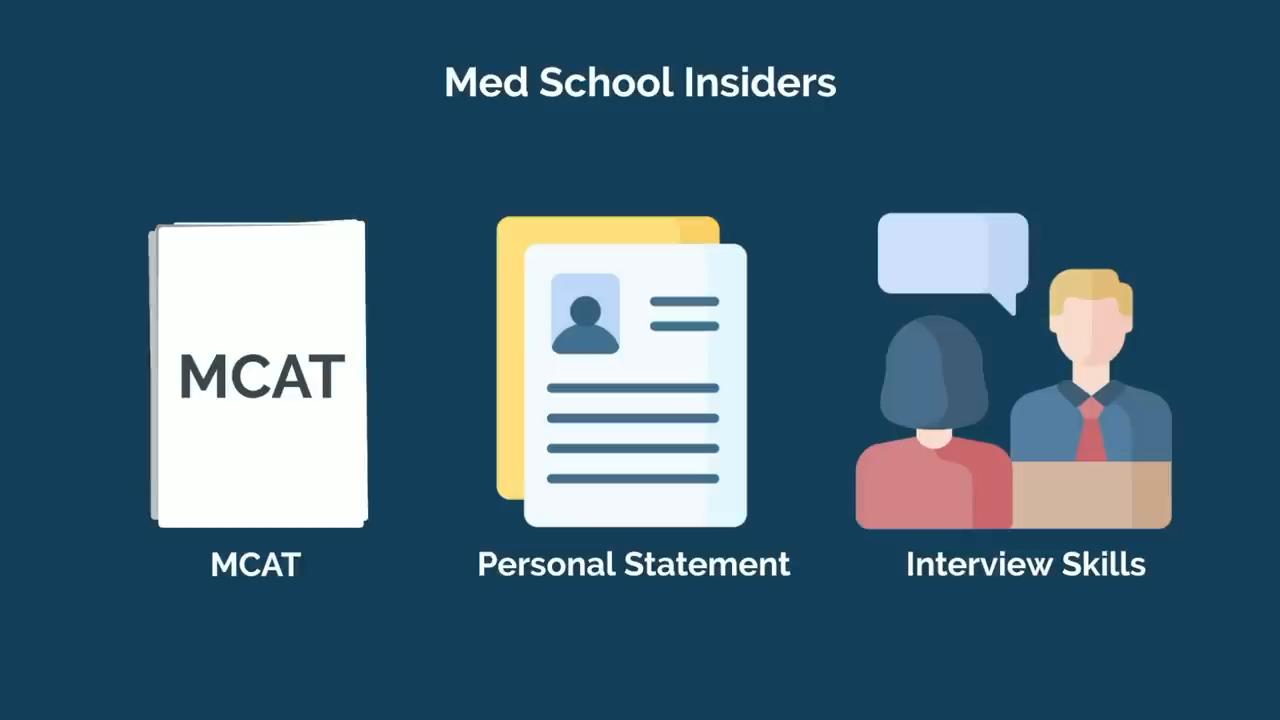 Med School Insiders
MCAT
MCAT
Personal Statement
Interview Skills